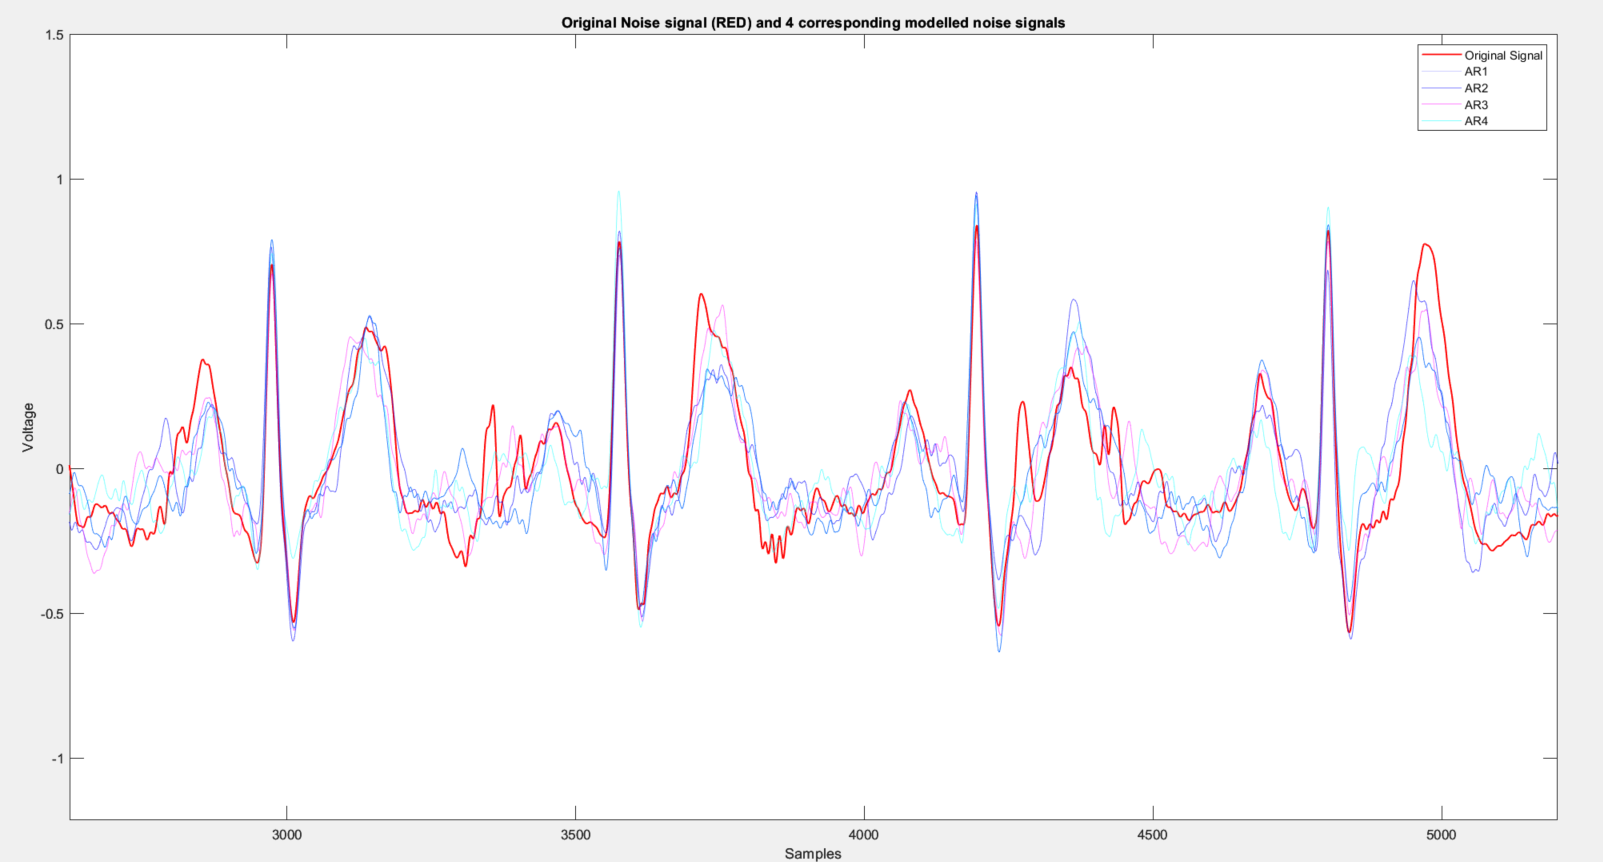 Original Noise signal (RED) and 4 corresponding modelled noise signals
1.5
1
0.5
0
-0.5
-1
Voltage
Original Signal
AR1
AR2
AR3
AR4
3000
3500
4000
4500
5000
Samples